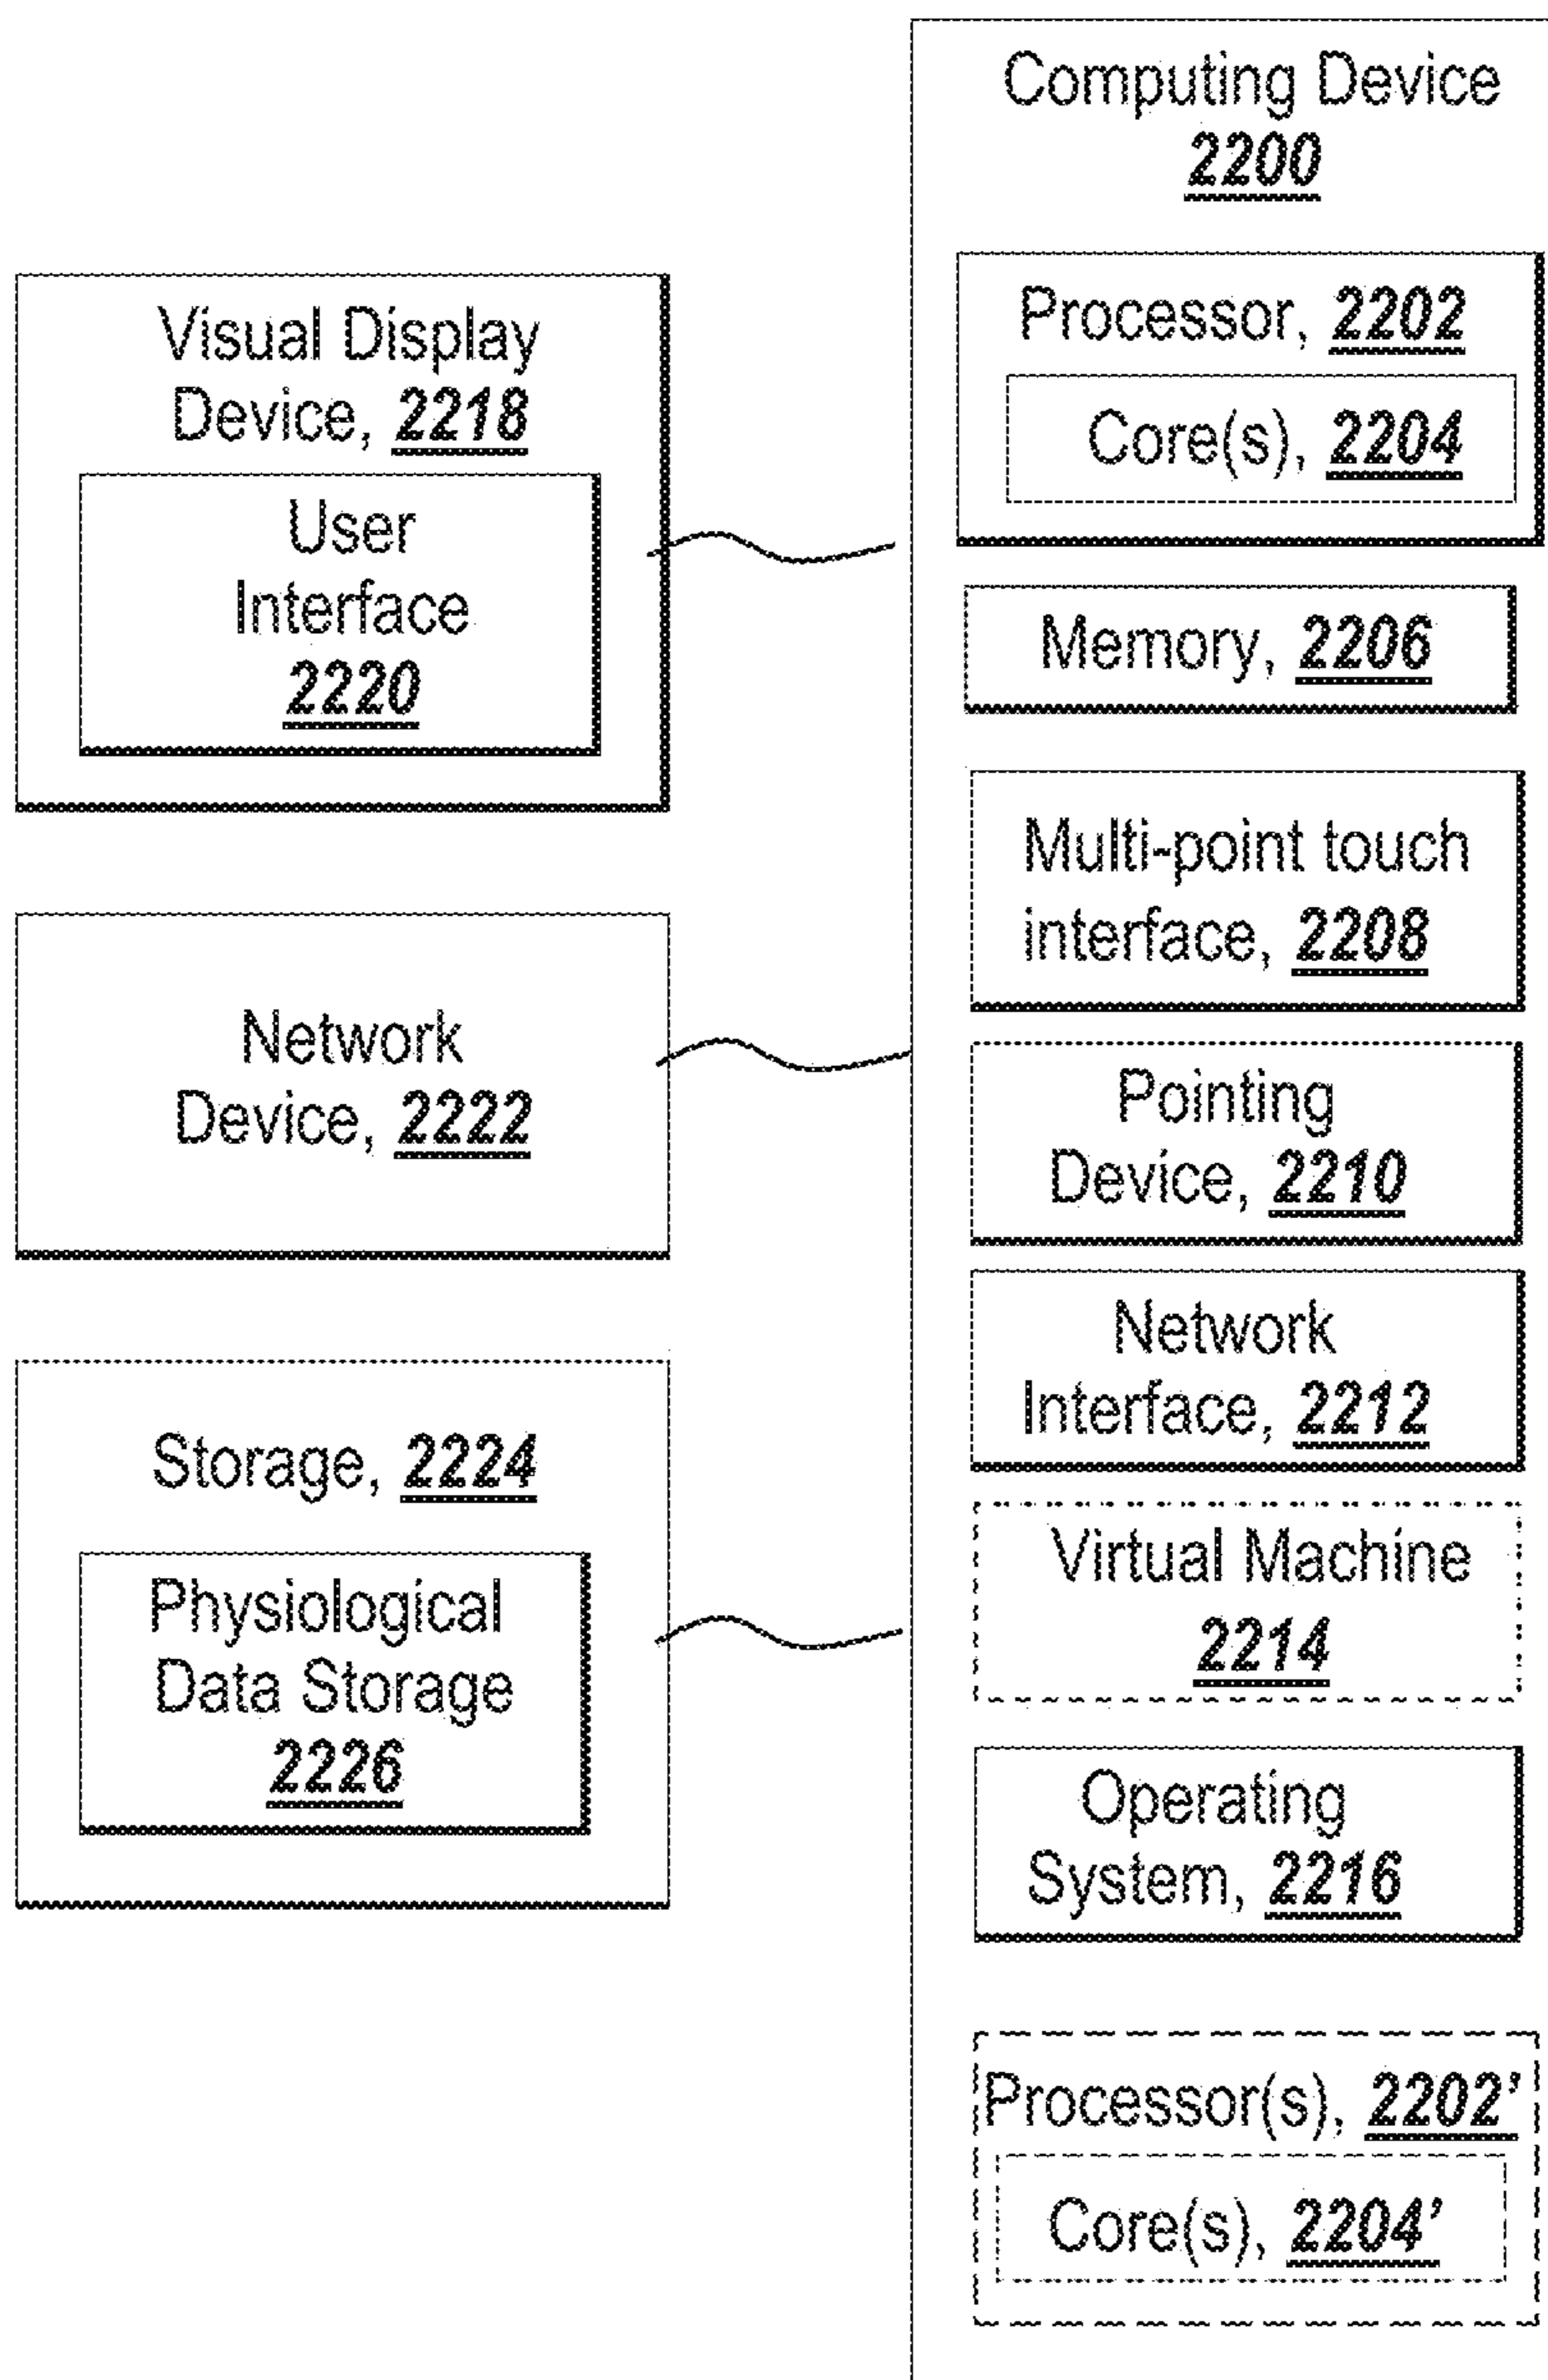 Computing Device
2200
Processor, 2202
Core(s), 2204
Memory, 2206
Multi-point touch
interface, 2208
Pointing
Device, 2210
Network
Interface, 2212
Virtual Machine
2214
Operating
System, 2216
Processor(s), 2202’
Core(s), 2204’
Visual Display
Device, 2218
User
Interface
2220
Network
Device, 2222
Storage, 2224
Physiological
Data Storage
2226